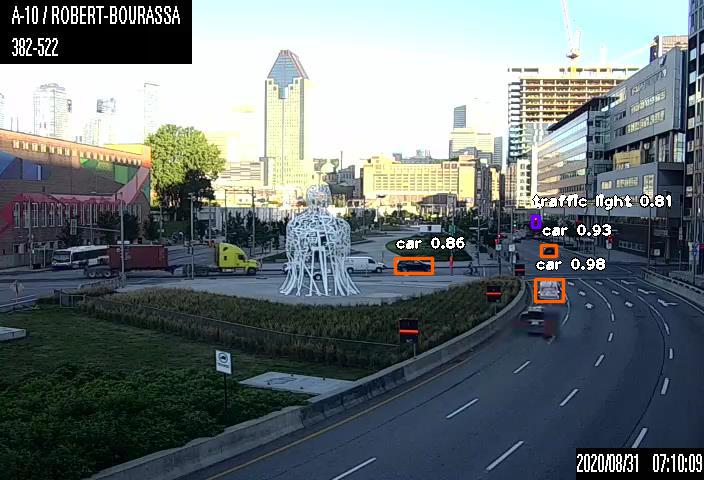 A-10 / ROBERT-BOURASSA
382-522
traffic light 0.81
car 0.93
car 0.86
car 0.98
2020/08/31 07:10:09